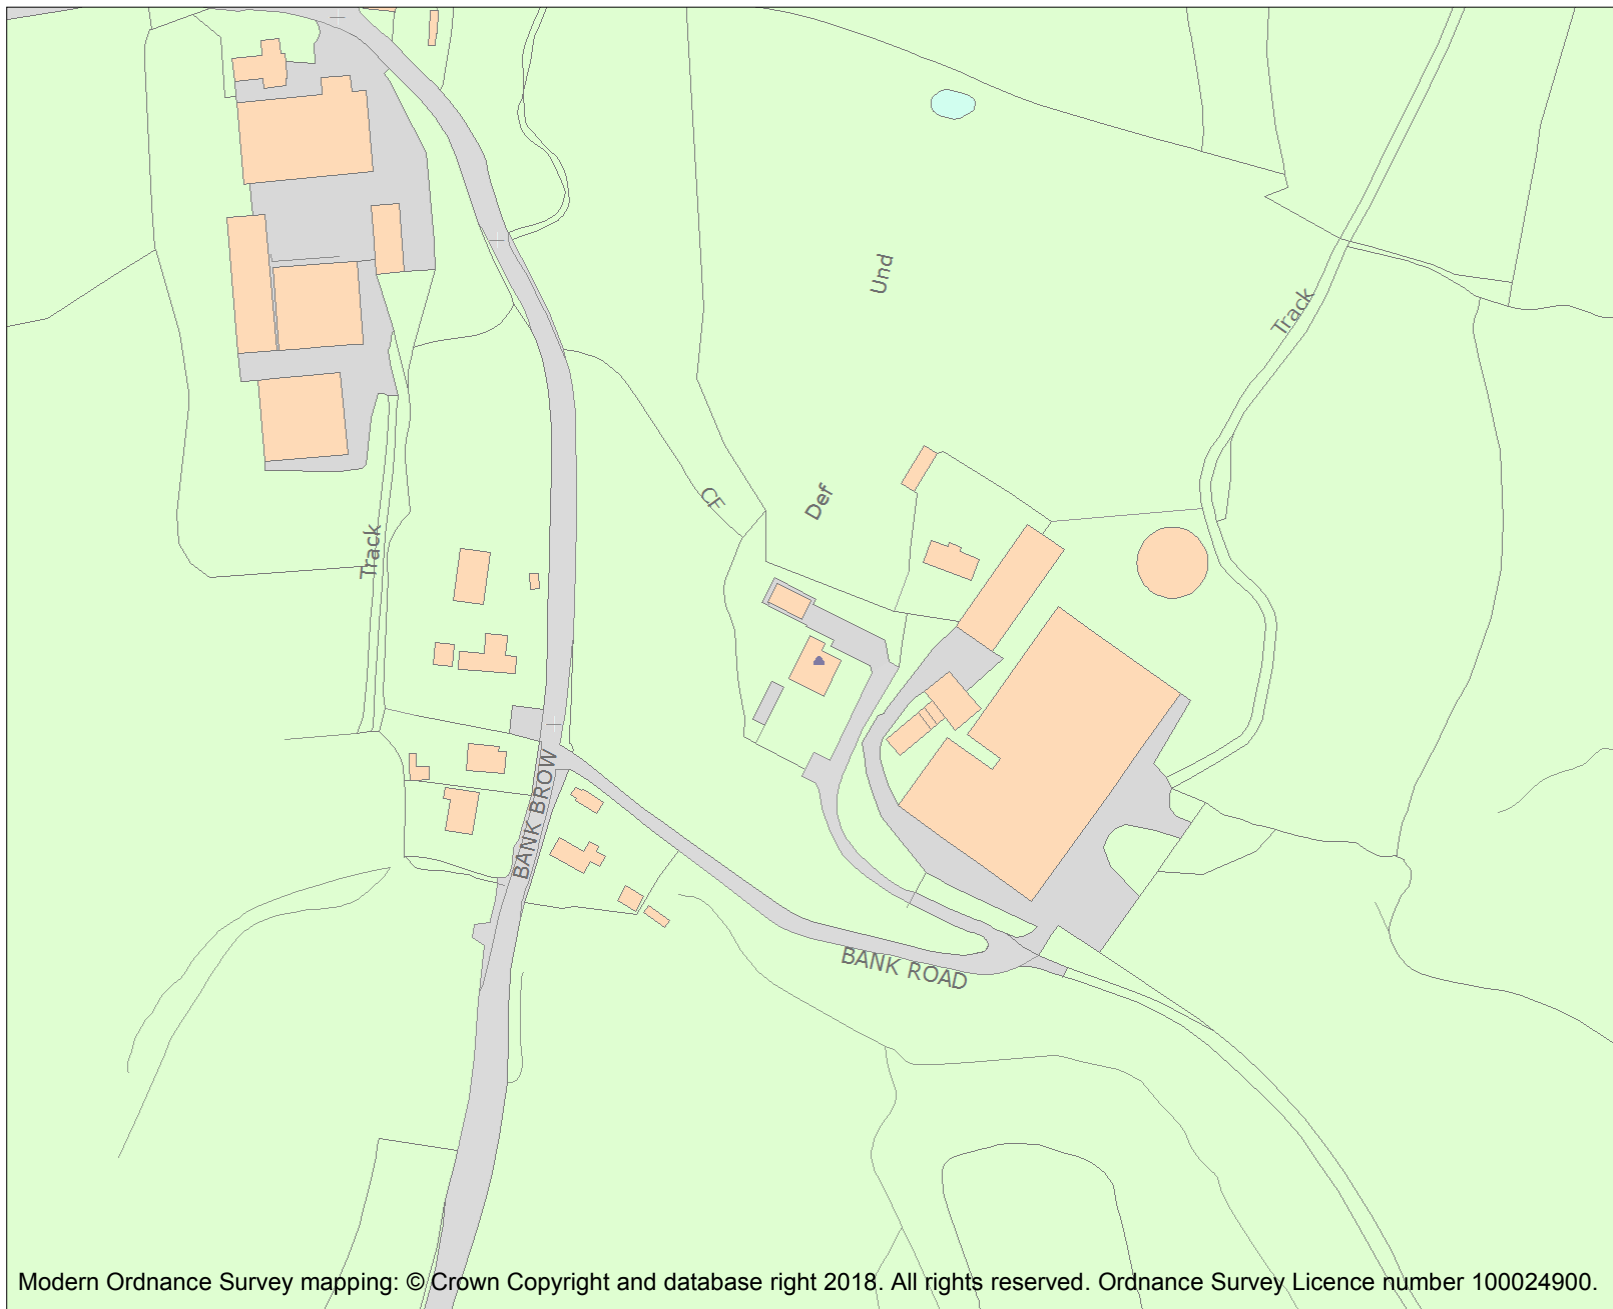 Und
Track
CF
Def
Track
BANK BROW
BANK ROAD
Modern Ordnance Survey mapping: © Crown Copyright and database right 2018. All rights reserved. Ordnance Survey Licence number 100024900.